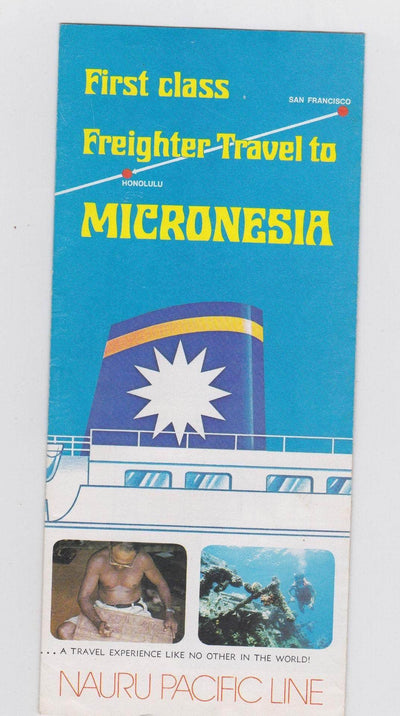 First class
SAN FRANCISCO
Freighter Travel to
HONOLULU
MICRONESIA
... A TRAVEL EXPERIENCE LIKE NO OTHER IN THE WORLD!
NAURU PACIFIC LINE